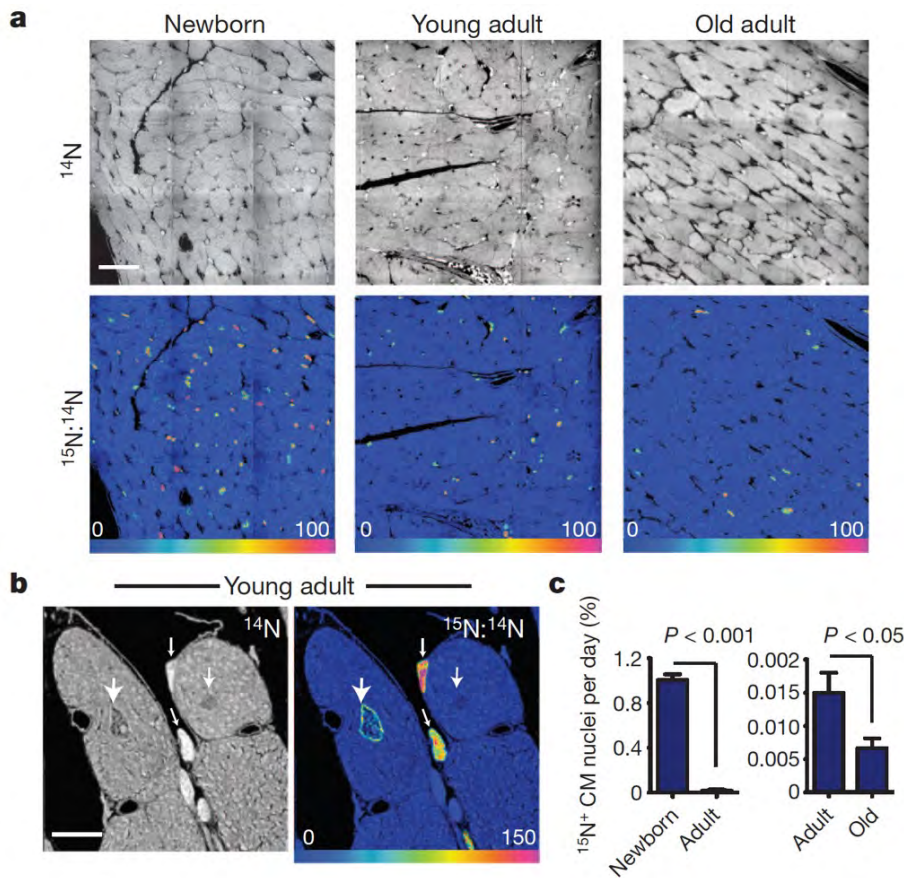 a
Newborn Young adult Old adult
¹⁴N
¹⁵N:¹⁴N
0 100 0 100 0 100
b
Young adult
¹⁴N ¹⁵N:¹⁴N
0 150
c
¹⁵N⁺ CM nuclei per day (%)
P < 0.001 P < 0.05
1.2
0.8
0.4
0
Newborn Adult
0.020
0.015
0.010
0.005
0.000
Adult Old